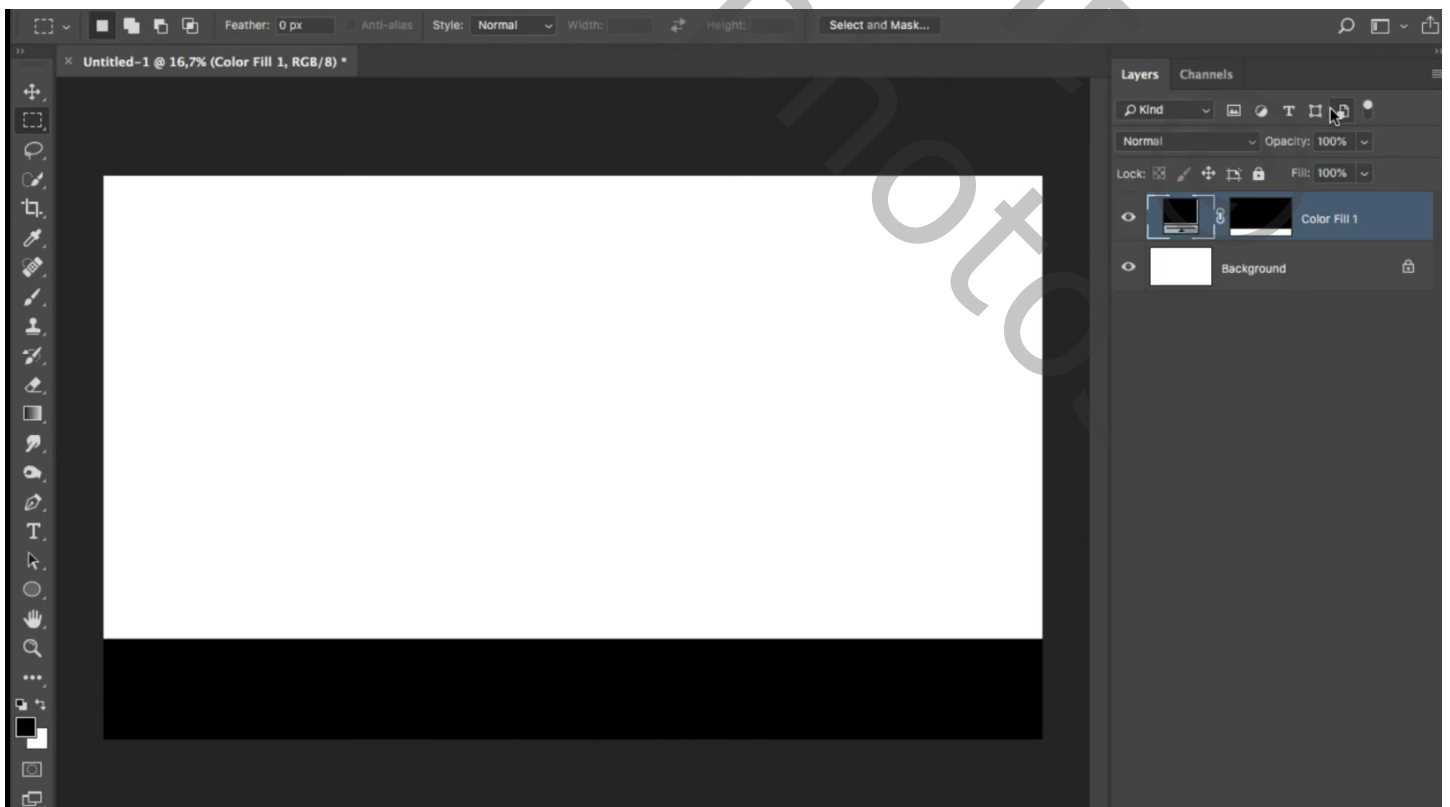 Feather: 0 px Anti-alias Style: Normal Width: Height: Select and Mask...
× Untitled-1 @ 16,7% (Color Fill 1, RGB/8) *
Layers Channels
Kind
Normal Opacity: 100%
Lock: Fill: 100%
Color Fill 1
Background